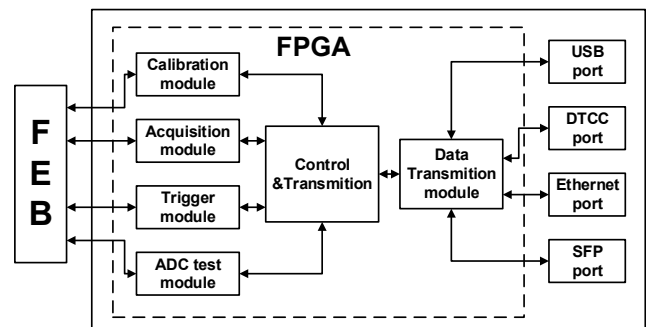 FPGA
F
E
B
Calibration
module
Acquisition
module
Trigger
module
ADC test
module
Control
&Transmition
Data
Transmition
module
USB
port
DTCC
port
Ethernet
port
SFP
port